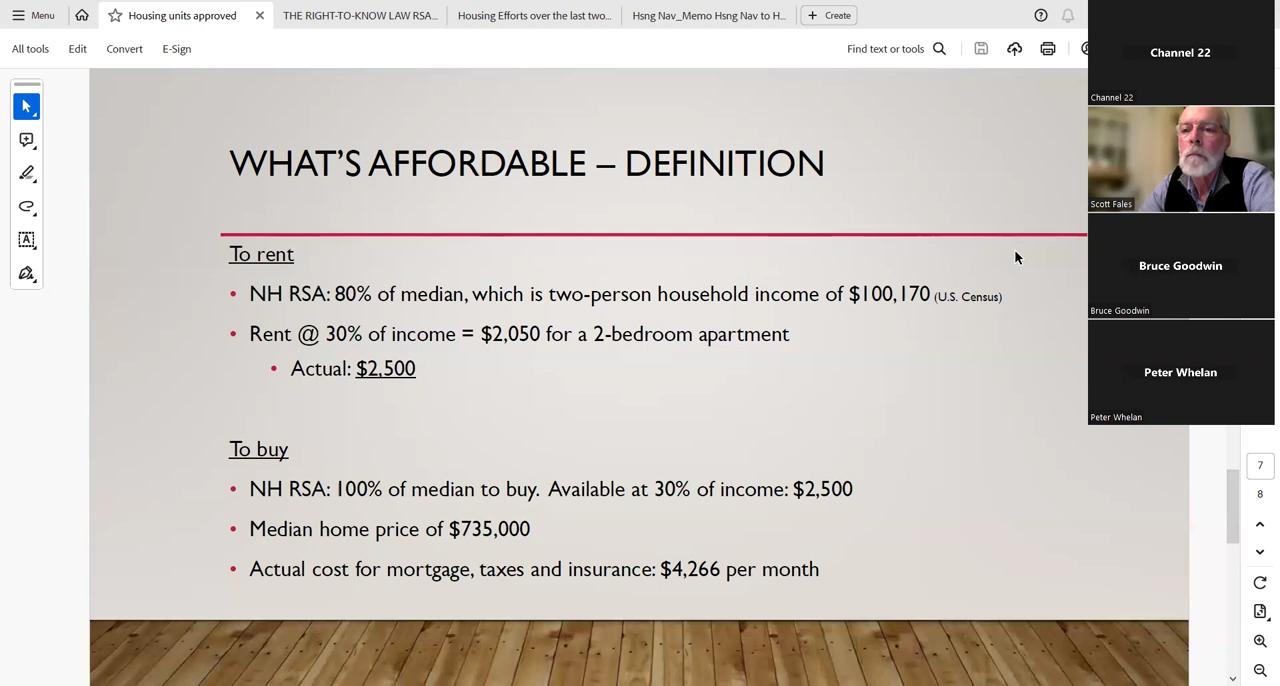 Menu
Housing units approved
THE RIGHT-TO-KNOW LAW RSA...
Housing Efforts over the last two...
Hsng Nav_Memo Hsng Nav to H...
Create
All tools
Edit
Convert
E-Sign
Find text or tools
WHAT'S AFFORDABLE – DEFINITION
To rent
• NH RSA: 80% of median, which is two-person household income of $100,170 (U.S. Census)
• Rent @ 30% of income = $2,050 for a 2-bedroom apartment
• Actual: $2,500
To buy
• NH RSA: 100% of median to buy. Available at 30% of income: $2,500
• Median home price of $735,000
• Actual cost for mortgage, taxes and insurance: $4,266 per month
Channel 22
Channel 22
Scott Fales
Bruce Goodwin
Bruce Goodwin
Peter Whelan
Peter Whelan
7
8